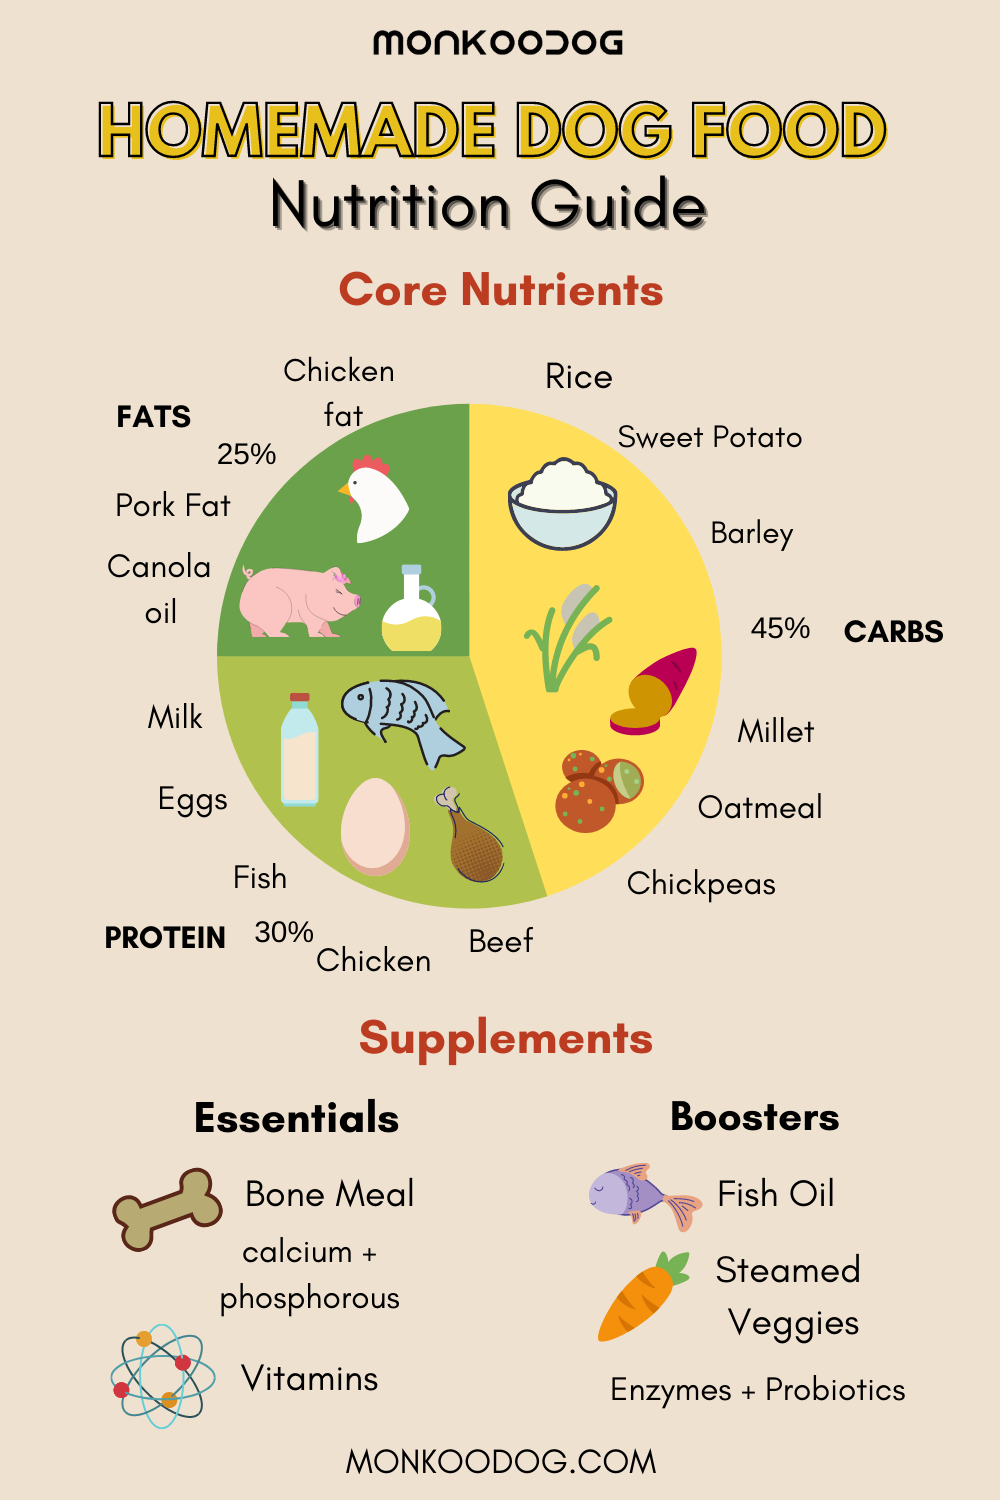 MONKOODOG
HOMEMADE DOG FOOD
Nutrition Guide
Core Nutrients
Chicken
fat
FATS
25%
Pork Fat
Canola
oil
Rice
Sweet Potato
Barley
45% CARBS
Millet
Oatmeal
Chickpeas
Milk
Eggs
Fish
PROTEIN 30%
Chicken
Beef
Supplements
Essentials
Bone Meal
calcium +
phosphorous
Vitamins
Boosters
Fish Oil
Steamed
Veggies
Enzymes + Probiotics
MONKOODOG.COM